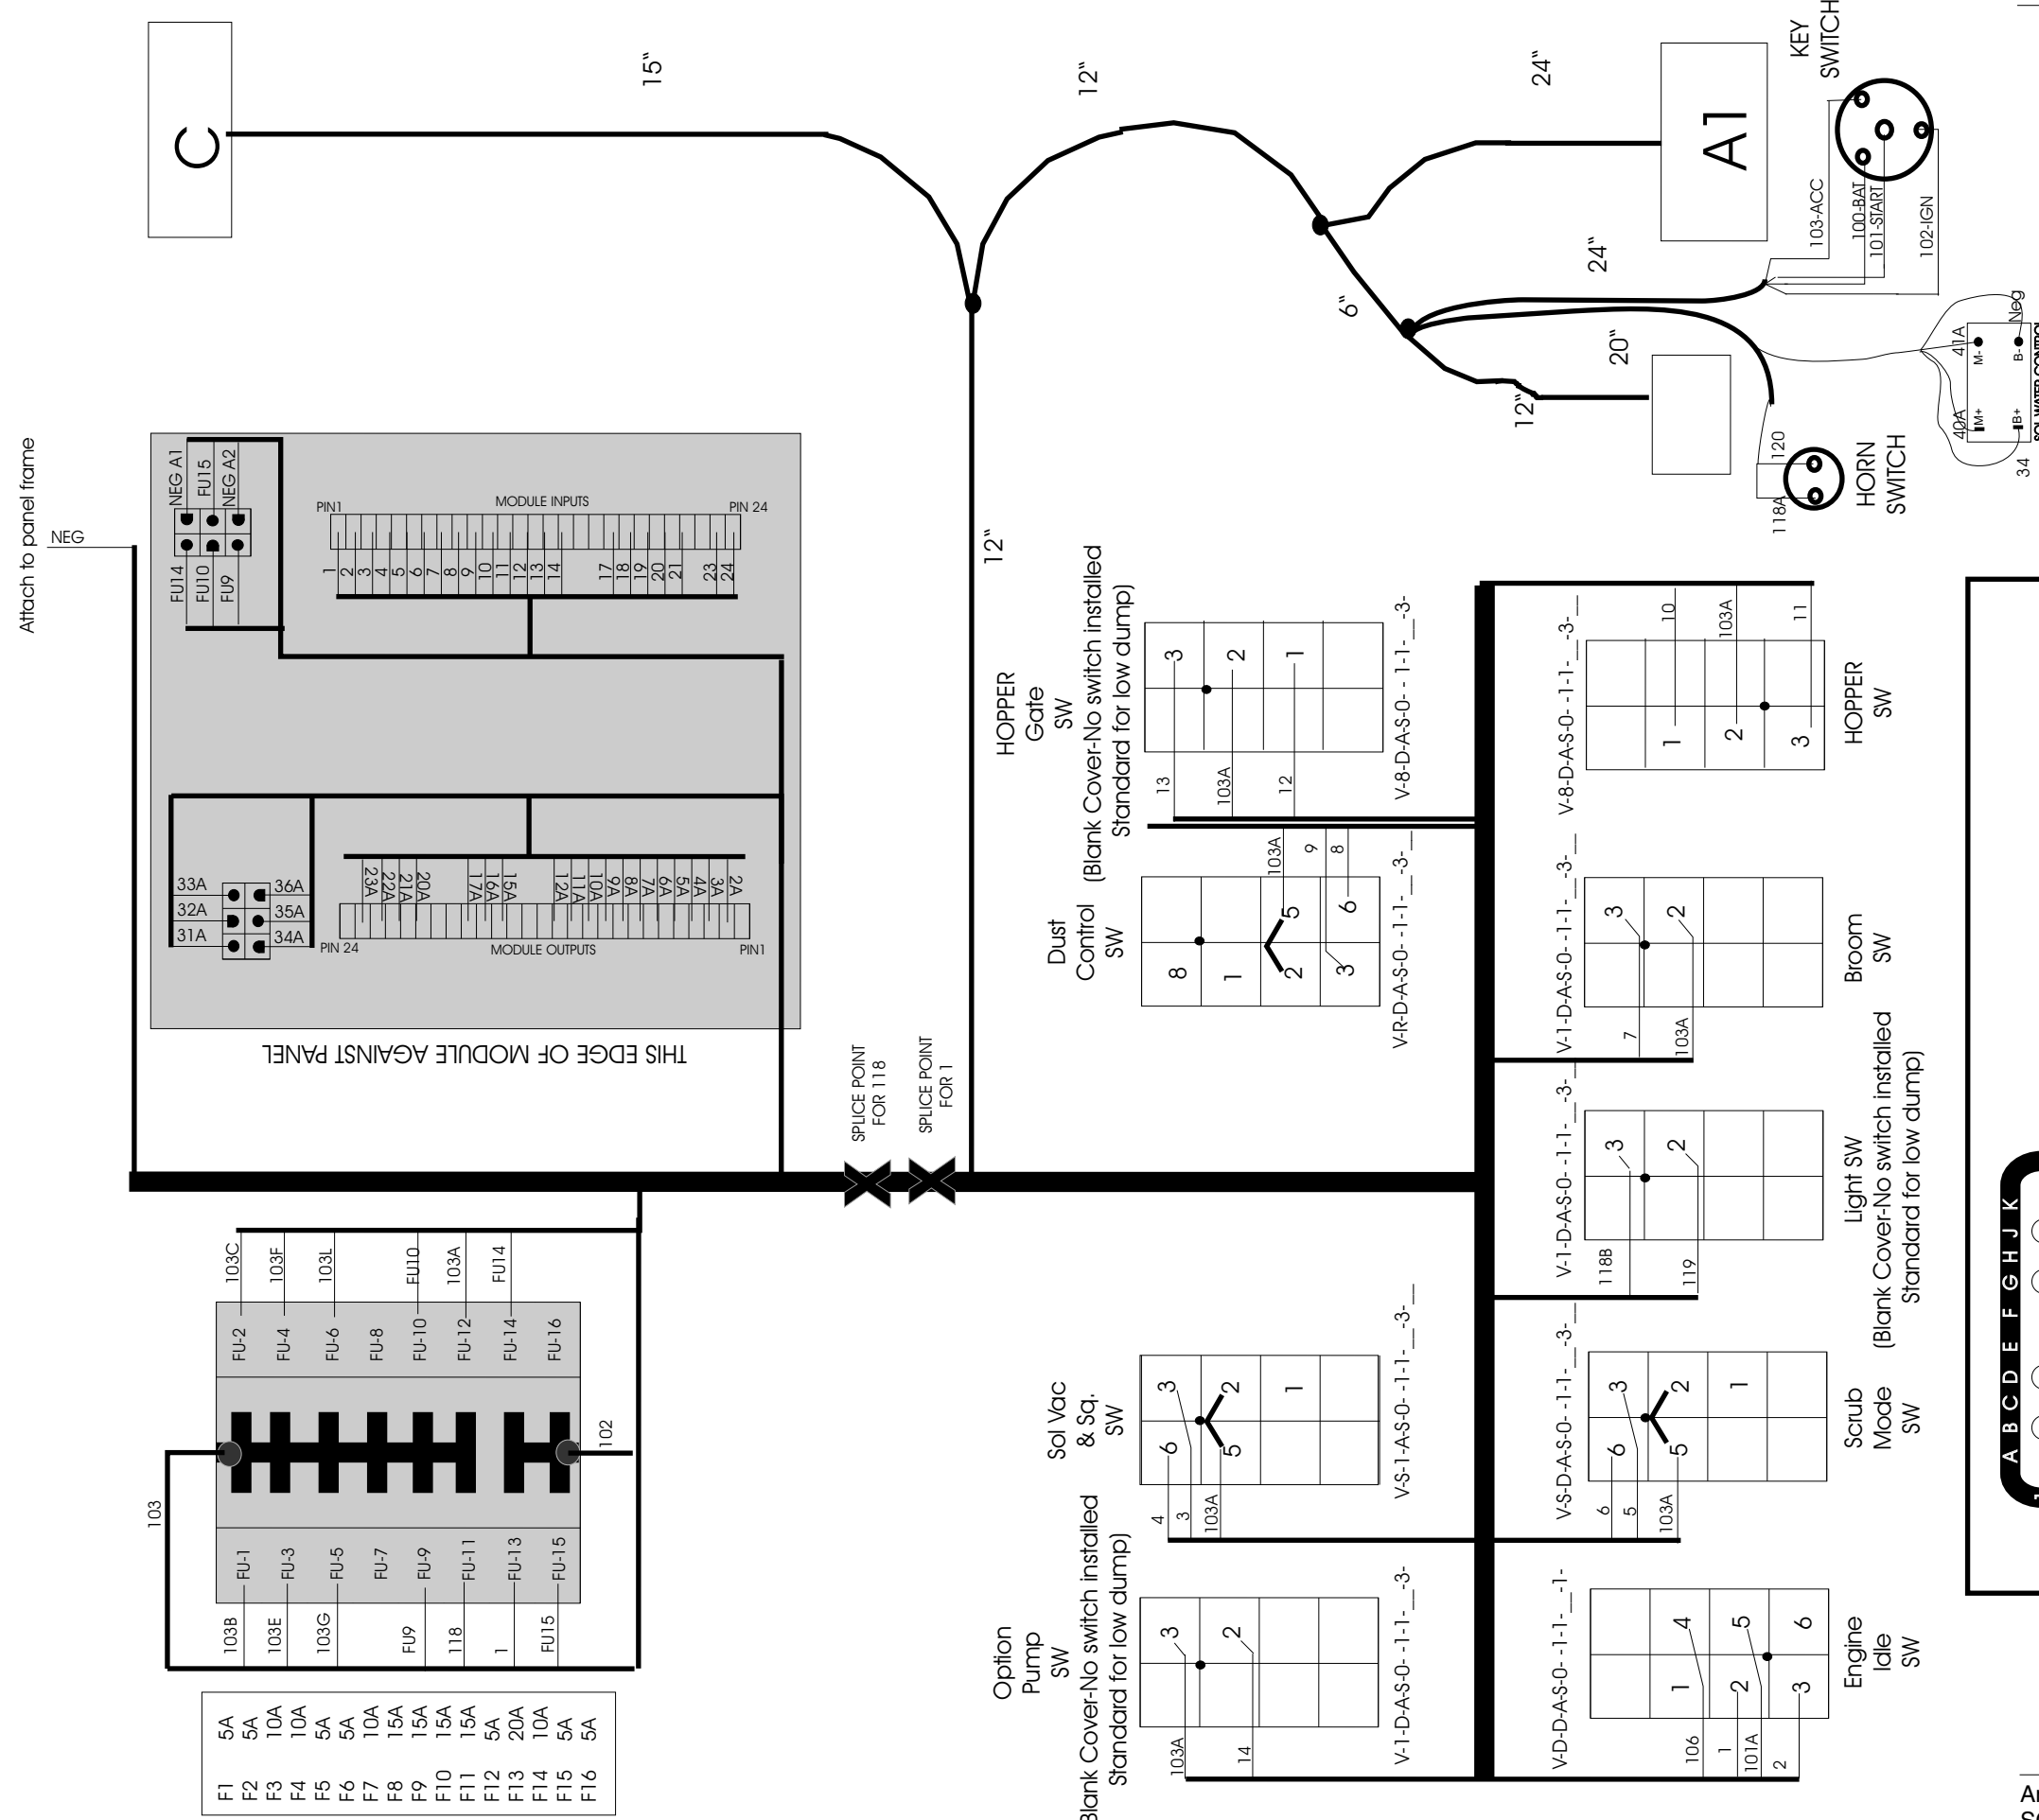 C
15"
12"
24"
A1
KEY
SWITCH
103-ACC
100-BAT
101-START
102-IGN
24"
6"
20"
12"
12"
41A
Neg
M-
B-
40A
M+
B+
34
120
118A
HORN
SWITCH
Attach to panel frame
NEG
NEG A1
FU15
NEG A2
FU14
FU10
FU9
MODULE INPUTS
PIN1
PIN 24
1
2
3
4
5
6
7
8
9
10
11
12
13
14
17
18
19
20
21
23
24
23A
22A
21A
20A
17A
16A
15A
12A
11A
10A
9A
8A
7A
6A
5A
4A
3A
2A
PIN 24
MODULE OUTPUTS
PIN1
33A
32A
31A
36A
35A
34A
THIS EDGE OF MODULE AGAINST PANEL
SPLICE POINT
FOR 118
SPLICE POINT
FOR 1
HOPPER
Gate
SW
(Blank Cover-No switch installed
Standard for low dump)
3
2
1
13
103A
12
V-8-D-A-S-0- - 1-1-__-3-
Dust
Control
SW
103A
9
8
8
1
2
3
5
6
V-R-D-A-S-0- -1-1-__-3-__
V-8-D-A-S-0- -1-1-__-3-__
10
103A
11
1
2
3
HOPPER
SW
V-1-D-A-S-0- -1-1-__-3-__
3
2
7
103A
Broom
SW
V-1-D-A-S-0- -1-1-__-3-__
3
2
118B
119
Light SW
(Blank Cover-No switch installed
Standard for low dump)
Sol Vac
& Sq.
SW
3
2
1
6
5
4
3
103A
V-S-1-A-S-0- -1-1-__-3-__
V-S-D-A-S-0- -1-1-__-3-__
3
2
1
6
5
6
5
103A
Scrub
Mode
SW
Option
Pump
SW
Blank Cover-No switch installed
Standard for low dump)
3
2
103A
14
V-1-D-A-S-0- -1-1-__-3-
V-D-D-A-S-0- -1-1-__-1-
4
5
6
1
2
3
106
1
101A
2
Engine
Idle
SW
103C
103F
103L
FU10
103A
FU14
FU-2
FU-4
FU-6
FU-8
FU-10
FU-12
FU-14
FU-16
103
102
FU-1
FU-3
FU-5
FU-7
FU-9
FU-11
FU-13
FU-15
103B
103E
103G
FU9
118
1
FU15
F1 5A
F2 5A
F3 10A
F4 10A
F5 5A
F6 5A
F7 10A
F8 15A
F9 15A
F10 15A
F11 15A
F12 5A
F13 20A
F14 10A
F15 5A
F16 5A
A B C D E F G H J K